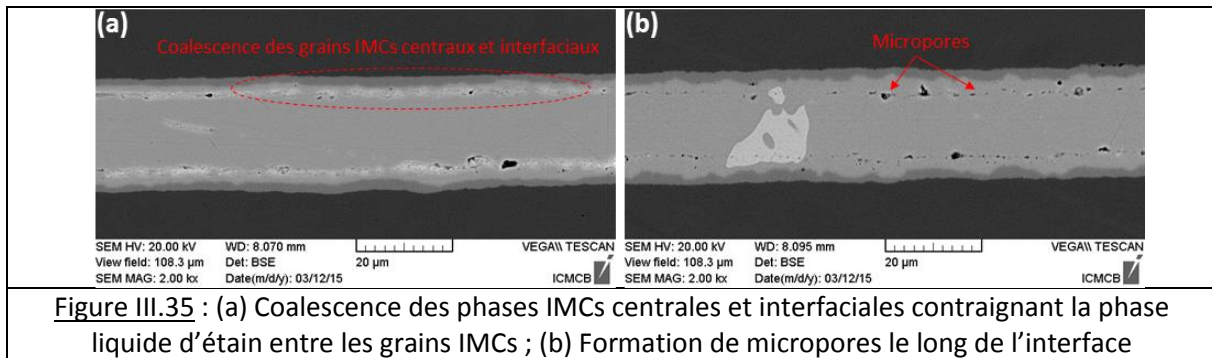 (a)
Coalescence des grains IMCs centraux et interfaciaux
SEM HV: 20.00 kV WD: 8.070 mm VEGA\\ TESCAN
View field: 108.3 µm Det: BSE 20 µm
SEM MAG: 2.00 kx Date(m/d/y): 03/12/15 ICMCB
(b)
Micropores
SEM HV: 20.00 kV WD: 8.095 mm VEGA\\ TESCAN
View field: 108.3 µm Det: BSE 20 µm
SEM MAG: 2.00 kx Date(m/d/y): 03/12/15 ICMCB
Figure III.35 : (a) Coalescence des phases IMCs centrales et interfaciales contraignant la phase
liquide d’étain entre les grains IMCs ; (b) Formation de micropores le long de l’interface